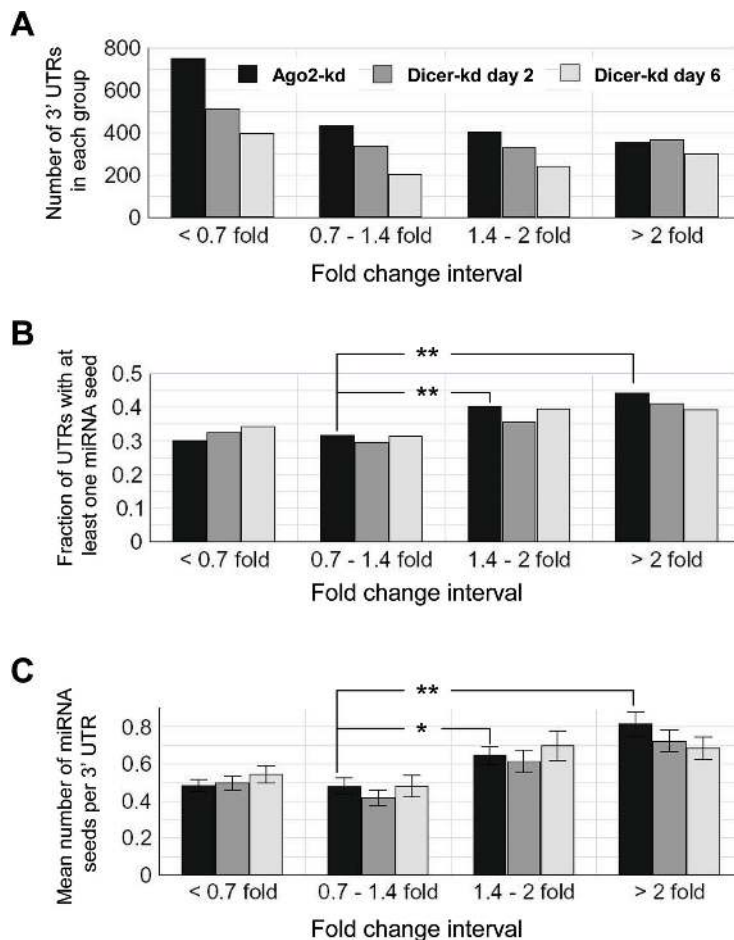 A
Number of 3' UTRs
in each group
800
600
400
200
0
Ago2-kd Dicer-kd day 2 Dicer-kd day 6
< 0.7 fold 0.7 - 1.4 fold 1.4 - 2 fold > 2 fold
Fold change interval
B
Fraction of UTRs with at
least one miRNA seed
**
**
0.5
0.4
0.3
0.2
0.1
0
< 0.7 fold 0.7 - 1.4 fold 1.4 - 2 fold > 2 fold
Fold change interval
C
Mean number of miRNA
seeds per 3' UTR
**
*
0.8
0.6
0.4
0.2
0
< 0.7 fold 0.7 - 1.4 fold 1.4 - 2 fold > 2 fold
Fold change interval